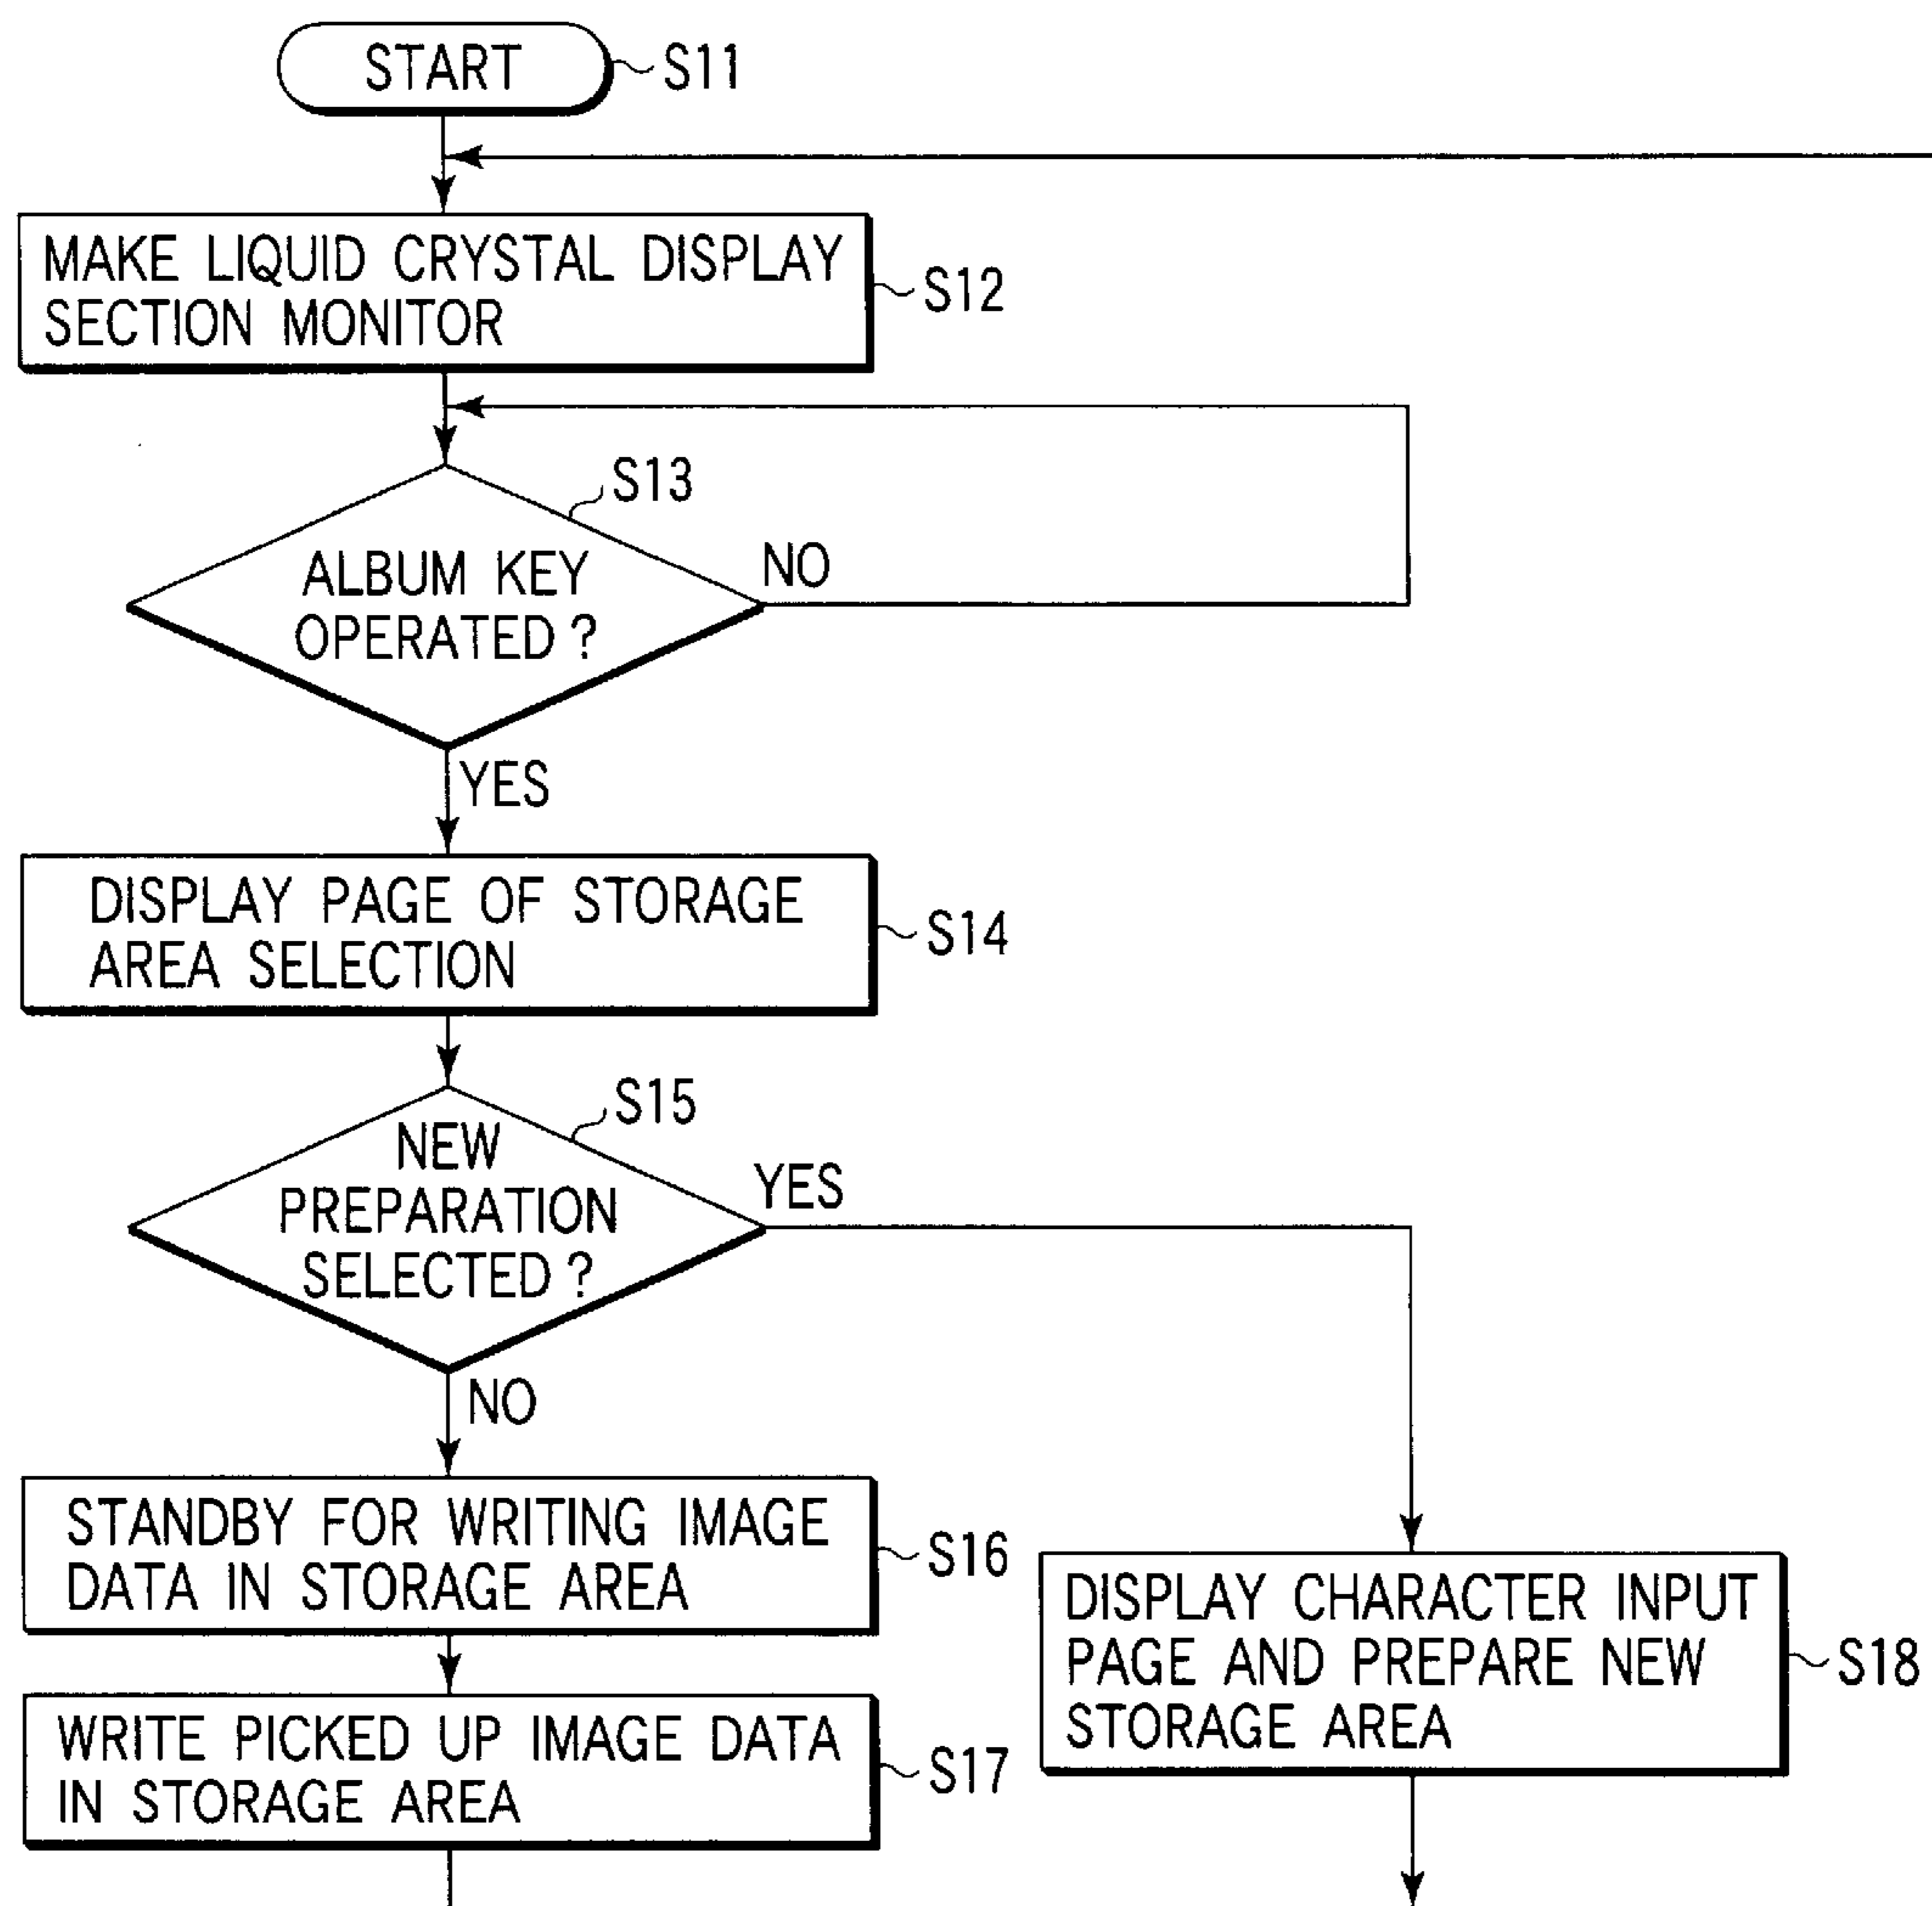 START
S11
MAKE LIQUID CRYSTAL DISPLAY
SECTION MONITOR
S12
S13
ALBUM KEY
OPERATED ?
NO
YES
DISPLAY PAGE OF STORAGE
AREA SELECTION
S14
S15
NEW
PREPARATION
SELECTED ?
YES
NO
STANDBY FOR WRITING IMAGE
DATA IN STORAGE AREA
S16
DISPLAY CHARACTER INPUT
PAGE AND PREPARE NEW
STORAGE AREA
S18
WRITE PICKED UP IMAGE DATA
IN STORAGE AREA
S17